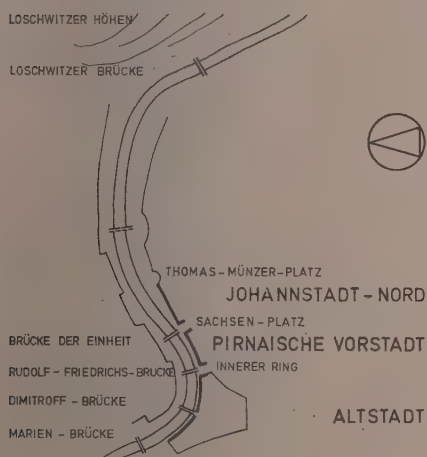 LOSCHWITZER HÖHEN
LOSCHWITZER BRÜCKE
THOMAS-MÜNZER-PLATZ
JOHANNSTADT-NORD
SACHSEN-PLATZ
BRÜCKE DER EINHEIT
PIRNAISCHE VORSTADT
RUDOLF-FRIEDRICHS-BRÜCKE
INNERER RING
DIMITROFF-BRÜCKE
ALTSTADT
MARIEN-BRÜCKE